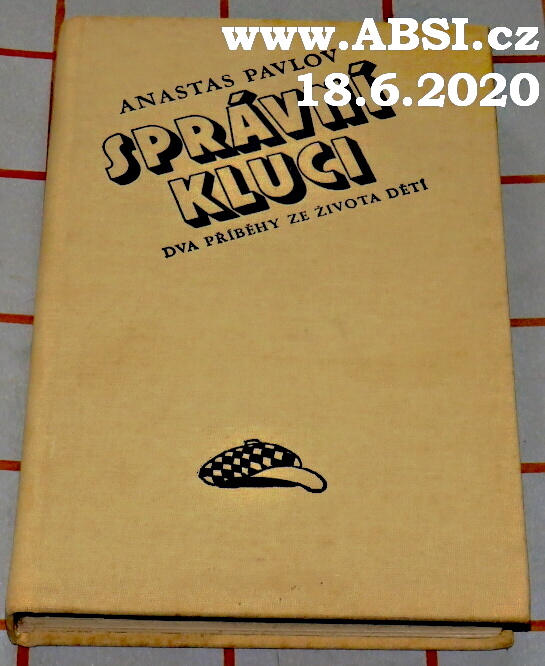 www.ABSI.cz
18.6.2020
ANASTAS PAVLOV
SPRÁVNÍ
KLUCI
DVA PŘÍBĚHY ZE ŽIVOTA DĚTÍ